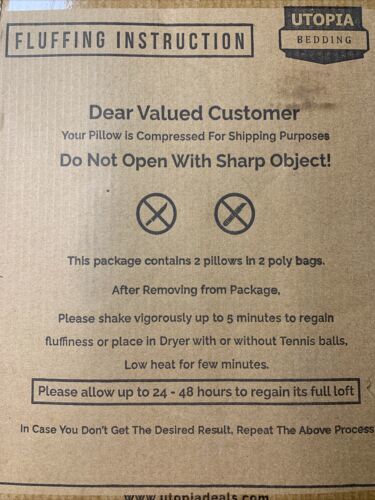 UTOPIA
BEDDING
FLUFFING INSTRUCTION
Dear Valued Customer
Your Pillow is Compressed For Shipping Purposes
Do Not Open With Sharp Object!
This package contains 2 pillows in 2 poly bags.
After Removing from Package,
Please shake vigorously up to 5 minutes to regain
fluffiness or place in Dryer with or without Tennis balls,
Low heat for few minutes.
Please allow up to 24 - 48 hours to regain its full loft
In Case You Don't Get The Desired Result, Repeat The Above Process
www.utopiadeals.com